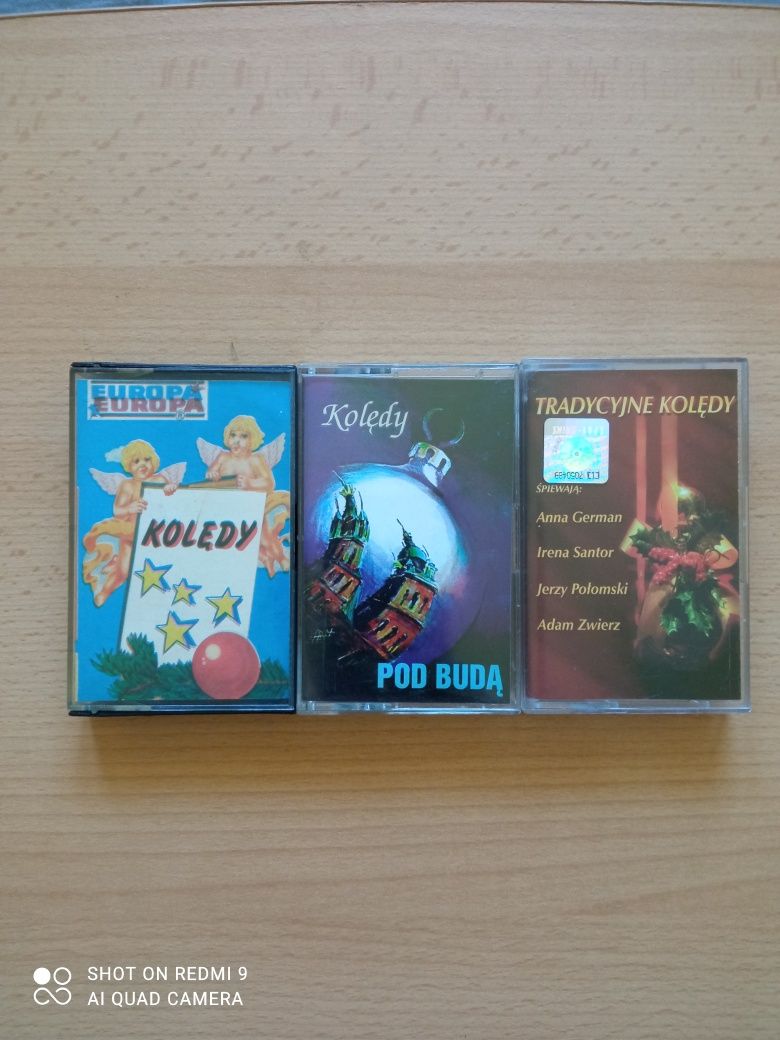 EUROPA
EUROPA
KOLĘDY
Kolędy
POD BUDĄ
TRADYCYJNE KOLĘDY
ŚPIEWAJĄ:
Anna German
Irena Santor
Jerzy Połomski
Adam Zwierz
SHOT ON REDMI 9
AI QUAD CAMERA